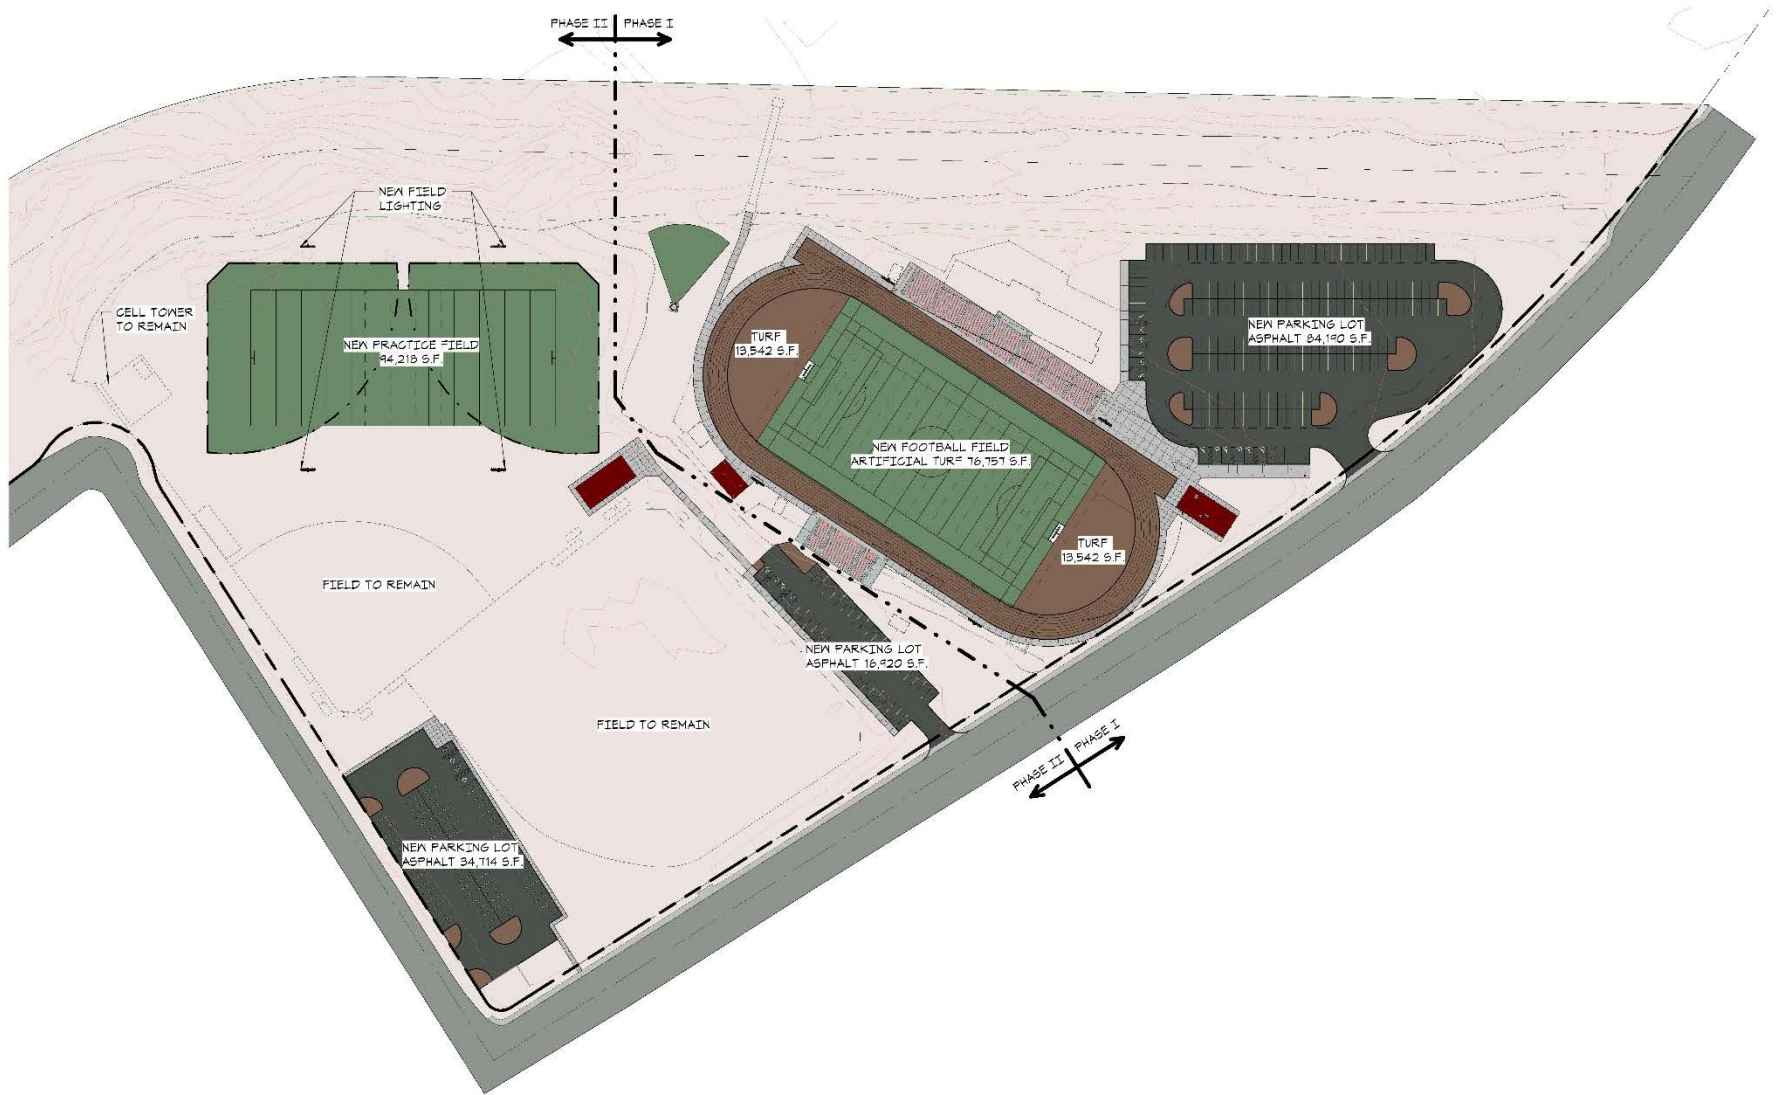 PHASE II PHASE I
NEW FIELD
LIGHTING
CELL TOWER
TO REMAIN
NEW PRACTICE FIELD
94,218 S.F.
TURF
13,542 S.F.
NEW PARKING LOT
ASPHALT 84,190 S.F.
NEW FOOTBALL FIELD
ARTIFICIAL TURF 76,757 S.F.
TURF
13,542 S.F.
FIELD TO REMAIN
NEW PARKING LOT
ASPHALT 16,920 S.F.
FIELD TO REMAIN
PHASE II PHASE I
NEW PARKING LOT
ASPHALT 34,714 S.F.